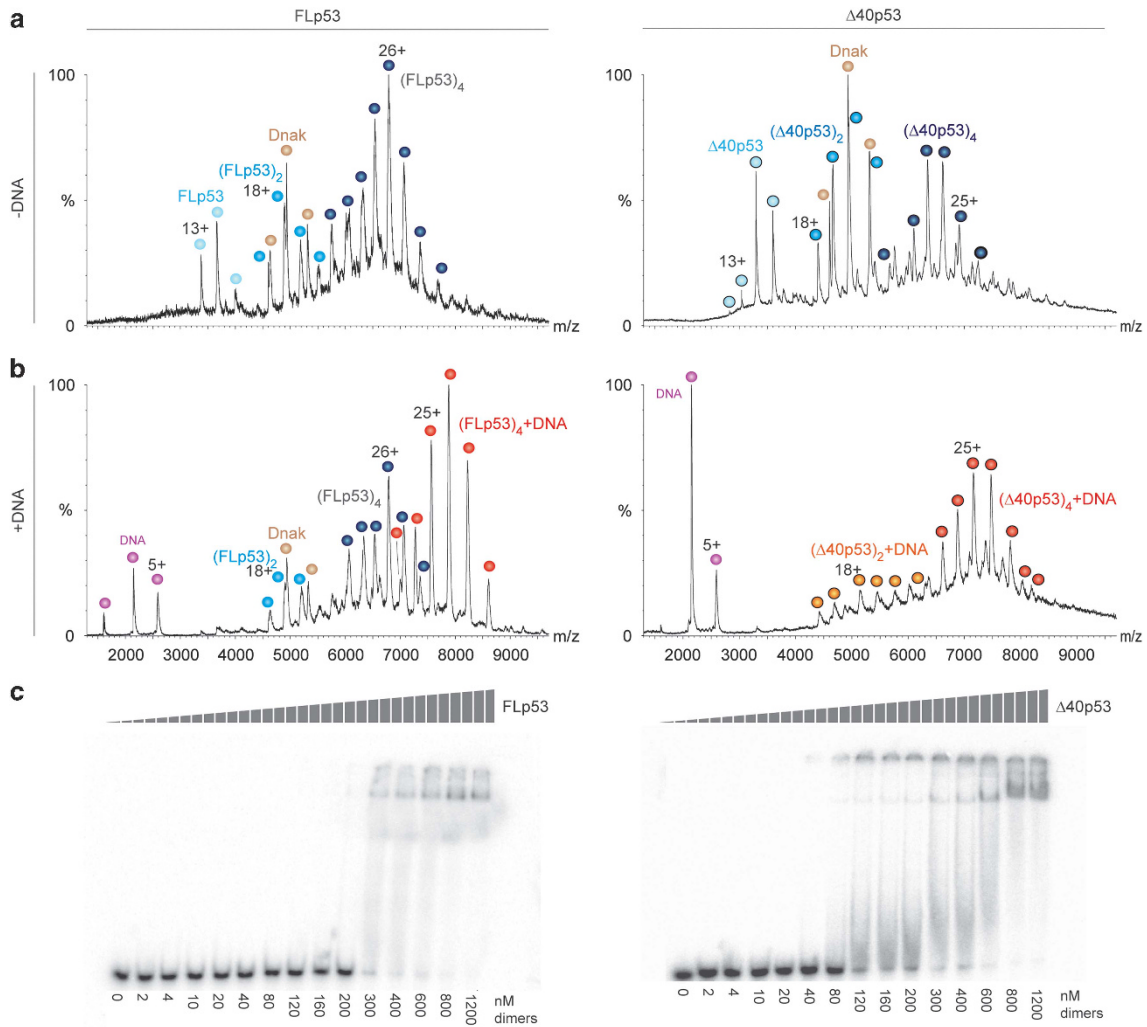 a
FLp53
Δ40p53
-DNA
100
%
0
13+
FLp53
(FLp53)₂
18+
Dnak
26+
(FLp53)₄
m/z
100
%
0
13+
Δ40p53
(Δ40p53)₂
18+
Dnak
(Δ40p53)₄
25+
m/z
b
+DNA
100
%
0
DNA
5+
(FLp53)₂
18+
Dnak
(FLp53)₄
26+
25+
(FLp53)₄+DNA
m/z
2000 3000 4000 5000 6000 7000 8000 9000
100
%
0
DNA
5+
(Δ40p53)₂+DNA
18+
25+
(Δ40p53)₄+DNA
m/z
2000 3000 4000 5000 6000 7000 8000 9000
c
FLp53
0 2 4 10 20 40 80 120 160 200 300 400 600 800 1200 nM
dimers
Δ40p53
0 2 4 10 20 40 80 120 160 200 300 400 600 800 1200 nM
dimers